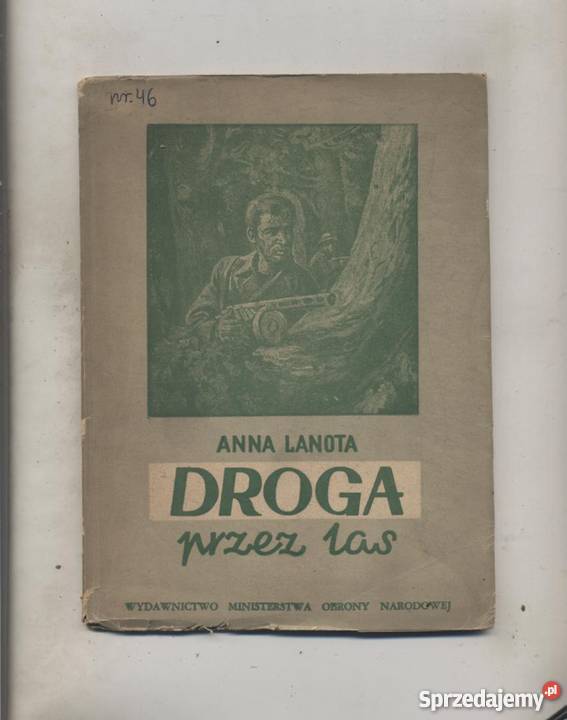 nr. 46
ANNA LANOTA
DROGA
przez las
WYDAWNICTWO MINISTERSTWA OBRONY NARODOWEJ
Sprzedajemy.pl